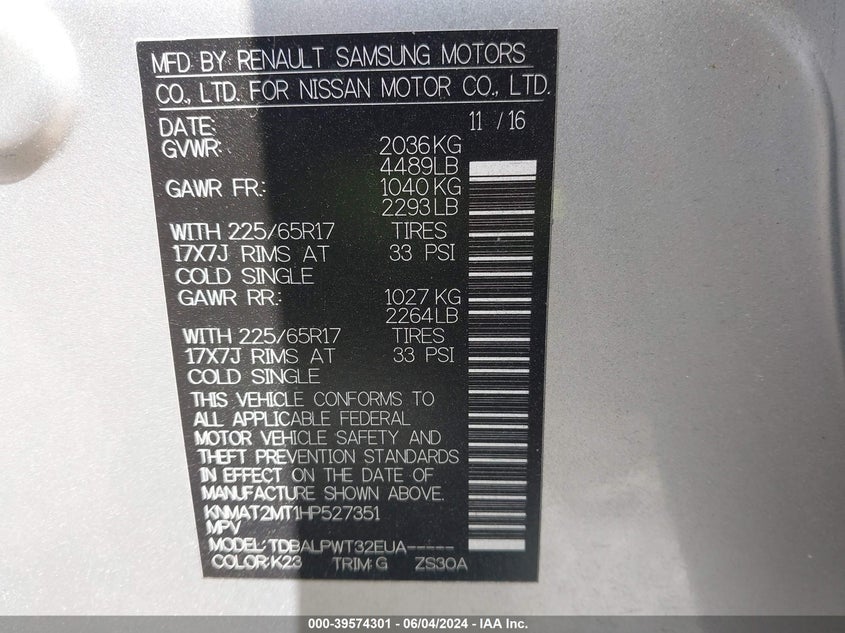 MFD BY RENAULT SAMSUNG MOTORS
CO., LTD. FOR NISSAN MOTOR CO., LTD.
DATE: 11 / 16
GVWR: 2036 KG
4489LB
GAWR FR: 1040 KG
2293 LB
WITH 225/65R17 TIRES
17X7J RIMS AT 33 PSI
COLD SINGLE
GAWR RR: 1027 KG
2264LB
WITH 225/65R17 TIRES
17X7J RIMS AT 33 PSI
COLD SINGLE
THIS VEHICLE CONFORMS TO
ALL APPLICABLE FEDERAL
MOTOR VEHICLE SAFETY AND
THEFT PREVENTION STANDARDS
IN EFFECT ON THE DATE OF
MANUFACTURE SHOWN ABOVE.
KNMAT2MT1HP527351
MPV
MODEL: TDBALPWT32EUA-----
COLOR: K23 TRIM: G ZS30A
000-39574301 - 06/04/2024 - IAA Inc.